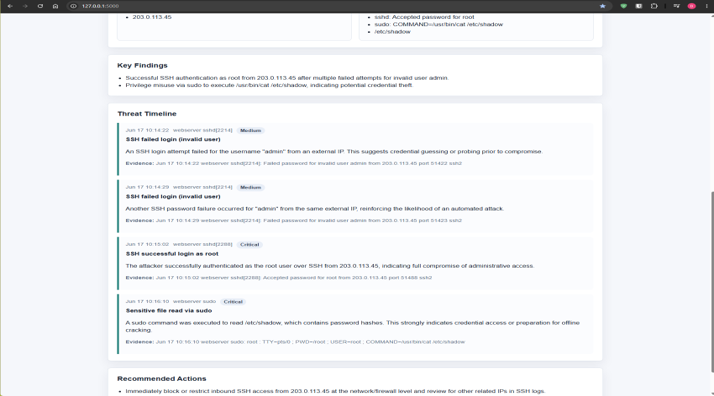 127.0.0.1:5000
203.0.113.45
sshd: Accepted password for root
sudo: COMMAND=/usr/bin/cat /etc/shadow
/etc/shadow
Key Findings
Successful SSH authentication as root from 203.0.113.45 after multiple failed attempts for invalid user admin.
Privilege misuse via sudo to execute /usr/bin/cat /etc/shadow, indicating potential credential theft.
Threat Timeline
Jun 17 10:14:22 webserver sshd[2214] Medium
SSH failed login (invalid user)
An SSH login attempt failed for the username "admin" from an external IP. This suggests credential guessing or probing prior to compromise.
Evidence: Jun 17 10:14:22 webserver sshd[2214]: Failed password for invalid user admin from 203.0.113.45 port 51422 ssh2
Jun 17 10:14:29 webserver sshd[2214] Medium
SSH failed login (invalid user)
Another SSH password failure occurred for "admin" from the same external IP, reinforcing the likelihood of an automated attack.
Evidence: Jun 17 10:14:29 webserver sshd[2214]: Failed password for invalid user admin from 203.0.113.45 port 51423 ssh2
Jun 17 10:15:02 webserver sshd[3288] Critical
SSH successful login as root
The attacker successfully authenticated as the root user over SSH from 203.0.113.45, indicating full compromise of administrative access.
Evidence: Jun 17 10:15:02 webserver sshd[3288]: Accepted password for root from 203.0.113.45 port 51488 ssh2
Jun 17 10:16:10 webserver sudo Critical
Sensitive file read via sudo
A sudo command was executed to read /etc/shadow, which contains password hashes. This strongly indicates credential access or preparation for offline
cracking.
Evidence: Jun 17 10:16:10 webserver sudo: root : TTY=pts/0 ; PWD=/root ; USER=root ; COMMAND=/usr/bin/cat /etc/shadow
Recommended Actions
Immediately block or restrict inbound SSH access from 203.0.113.45 at the network/firewall level and review for other related IPs in SSH logs.